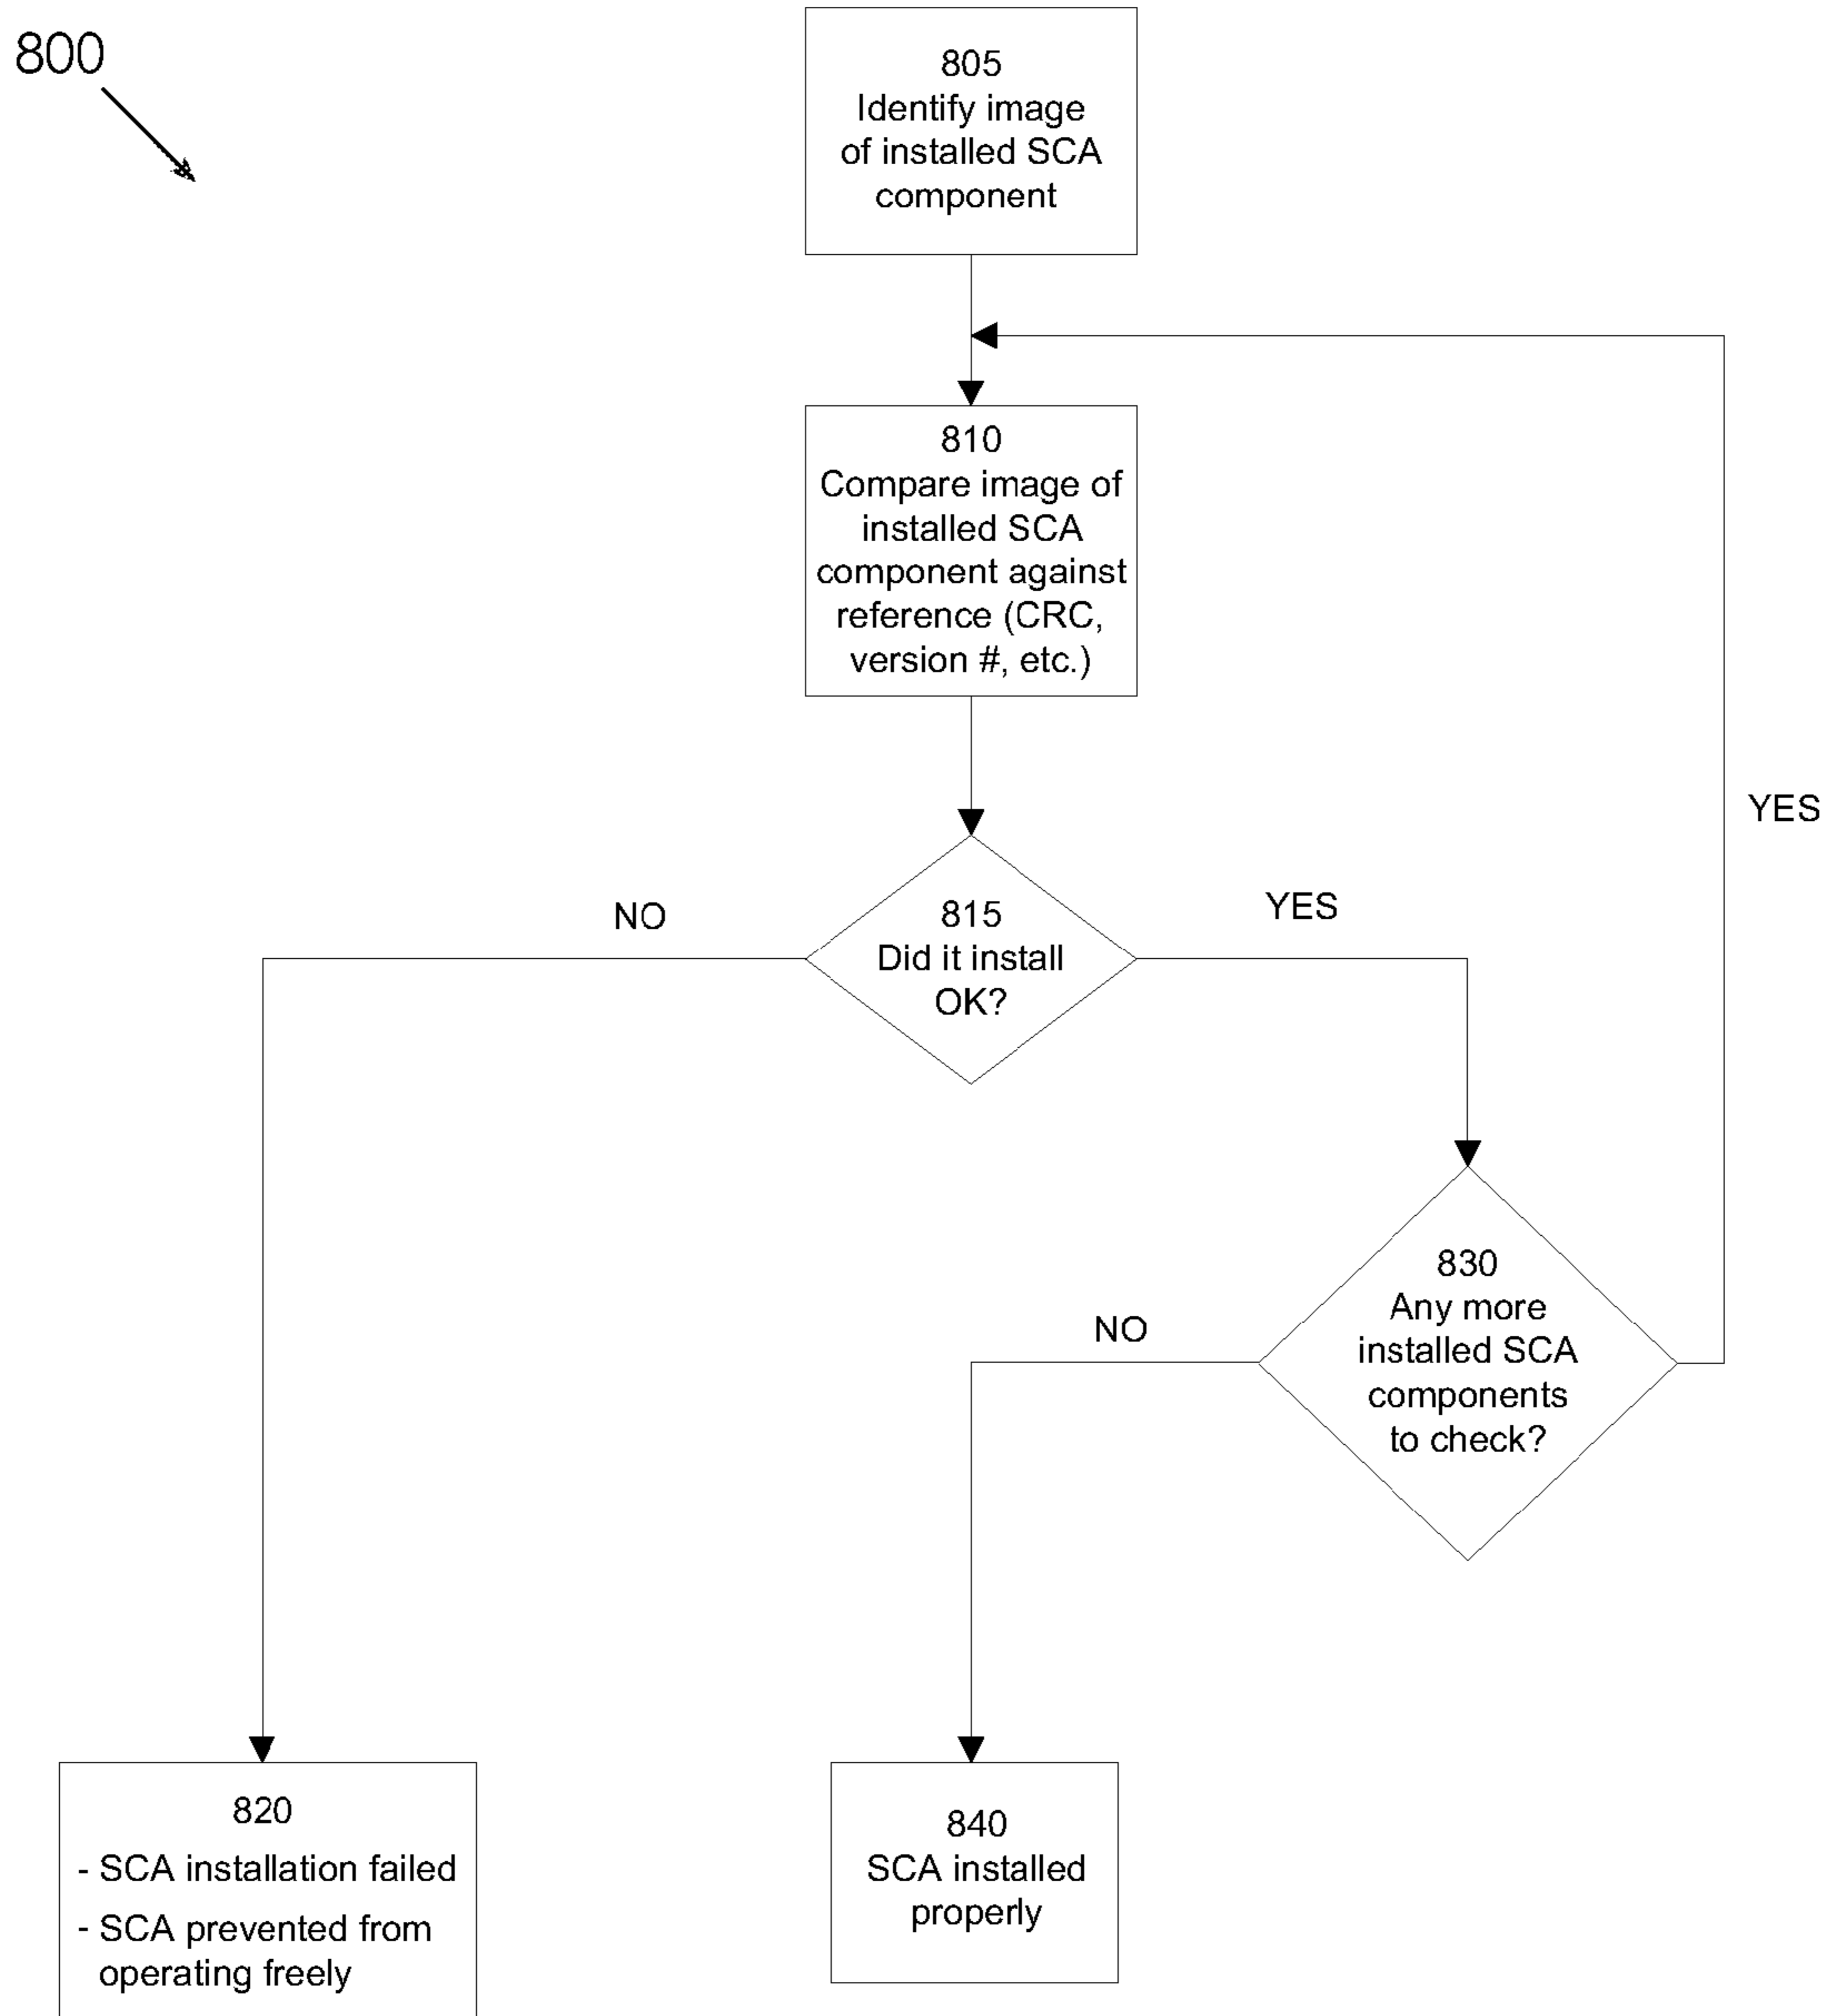 800
805
Identify image
of installed SCA
component
810
Compare image of
installed SCA
component against
reference (CRC,
version #, etc.)
YES
NO
815
Did it install
OK?
YES
830
Any more
installed SCA
components
to check?
NO
820
- SCA installation failed
- SCA prevented from
operating freely
840
SCA installed
properly